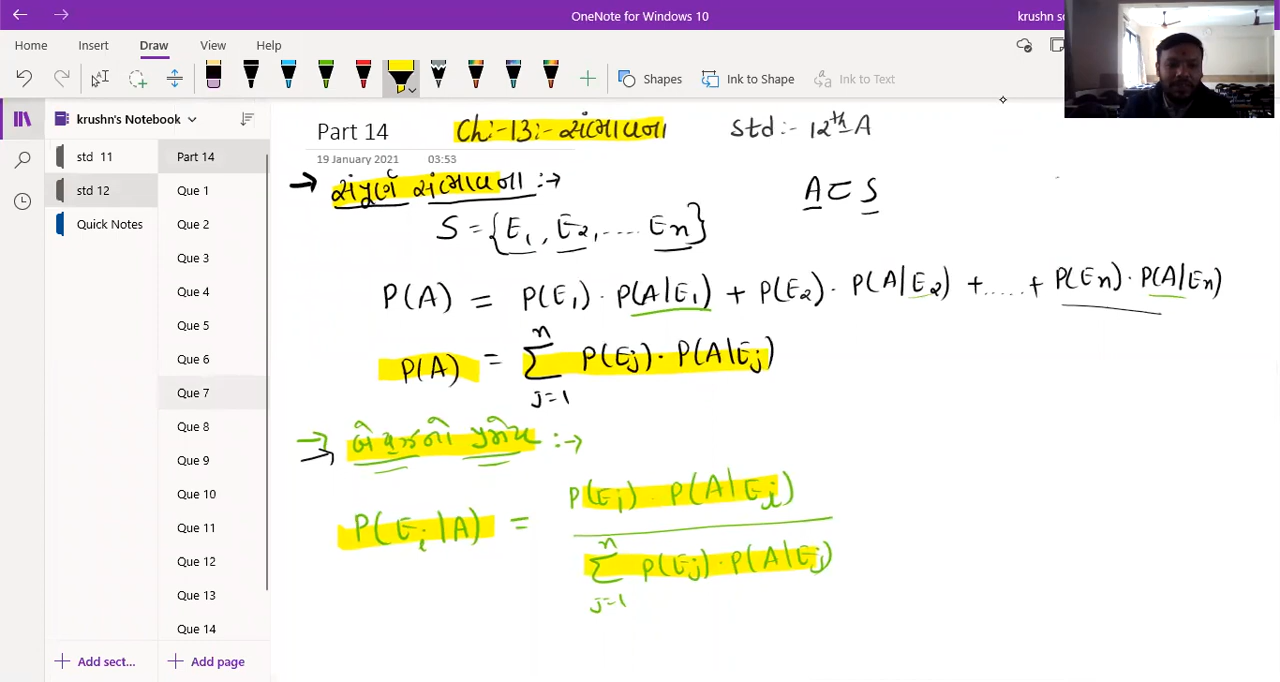 OneNote for Windows 10
krushn so
Home Insert Draw View Help
Shapes Ink to Shape Ink to Text
krushn's Notebook
std 11
std 12
Quick Notes
Part 14
Que 1
Que 2
Que 3
Que 4
Que 5
Que 6
Que 7
Que 8
Que 9
Que 10
Que 11
Que 12
Que 13
Que 14
Add sect...
Add page
Part 14 Ch:-13:- સંભાવના Std:- 12th A
19 January 2021 03:53
→ સંપૂર્ણ સંભાવના :→
A ⊂ S
S = {E1, E2, .... En}
P(A) = P(E1) · P(A|E1) + P(E2) · P(A|E2) + ..... + P(En) · P(A|En)
P(A) = n∑j=1 P(Ej) · P(A|Ej)
→ બેયઝનો પ્રમેય :→
P(Ei|A) = P(Ei) · P(A|Ei)
n∑j=1 P(Ej) · P(A|Ej)